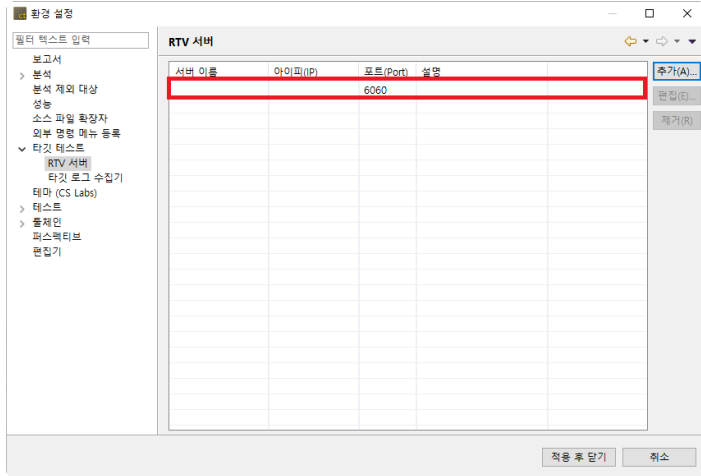 환경 설정
필터 텍스트 입력
보고서
분석
분석 제외 대상
성능
소스 파일 확장자
외부 명령 메뉴 등록
타깃 테스트
RTV 서버
타깃 로그 수집기
테마 (CS Labs)
테스트
툴체인
퍼스펙티브
편집기
RTV 서버
서버 이름 아이피(IP) 포트(Port) 설명
6060
추가(A)...
편집(E)...
제거(R)
적용 후 닫기 취소